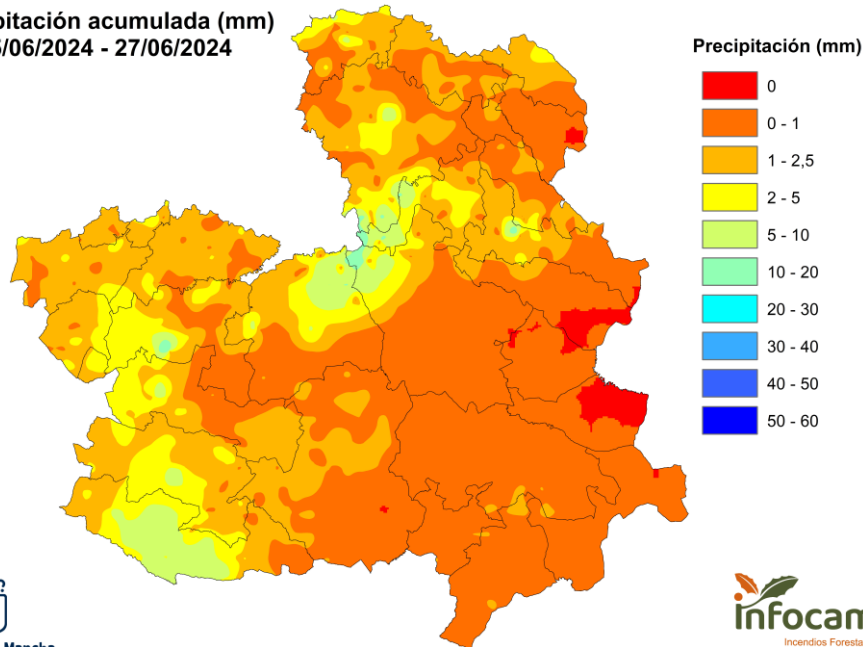 pitación acumulada (mm)
/06/2024 - 27/06/2024
Precipitación (mm)
0
0 - 1
1 - 2,5
2 - 5
5 - 10
10 - 20
20 - 30
30 - 40
40 - 50
50 - 60
Mancha
infocam
Incendios Foresta